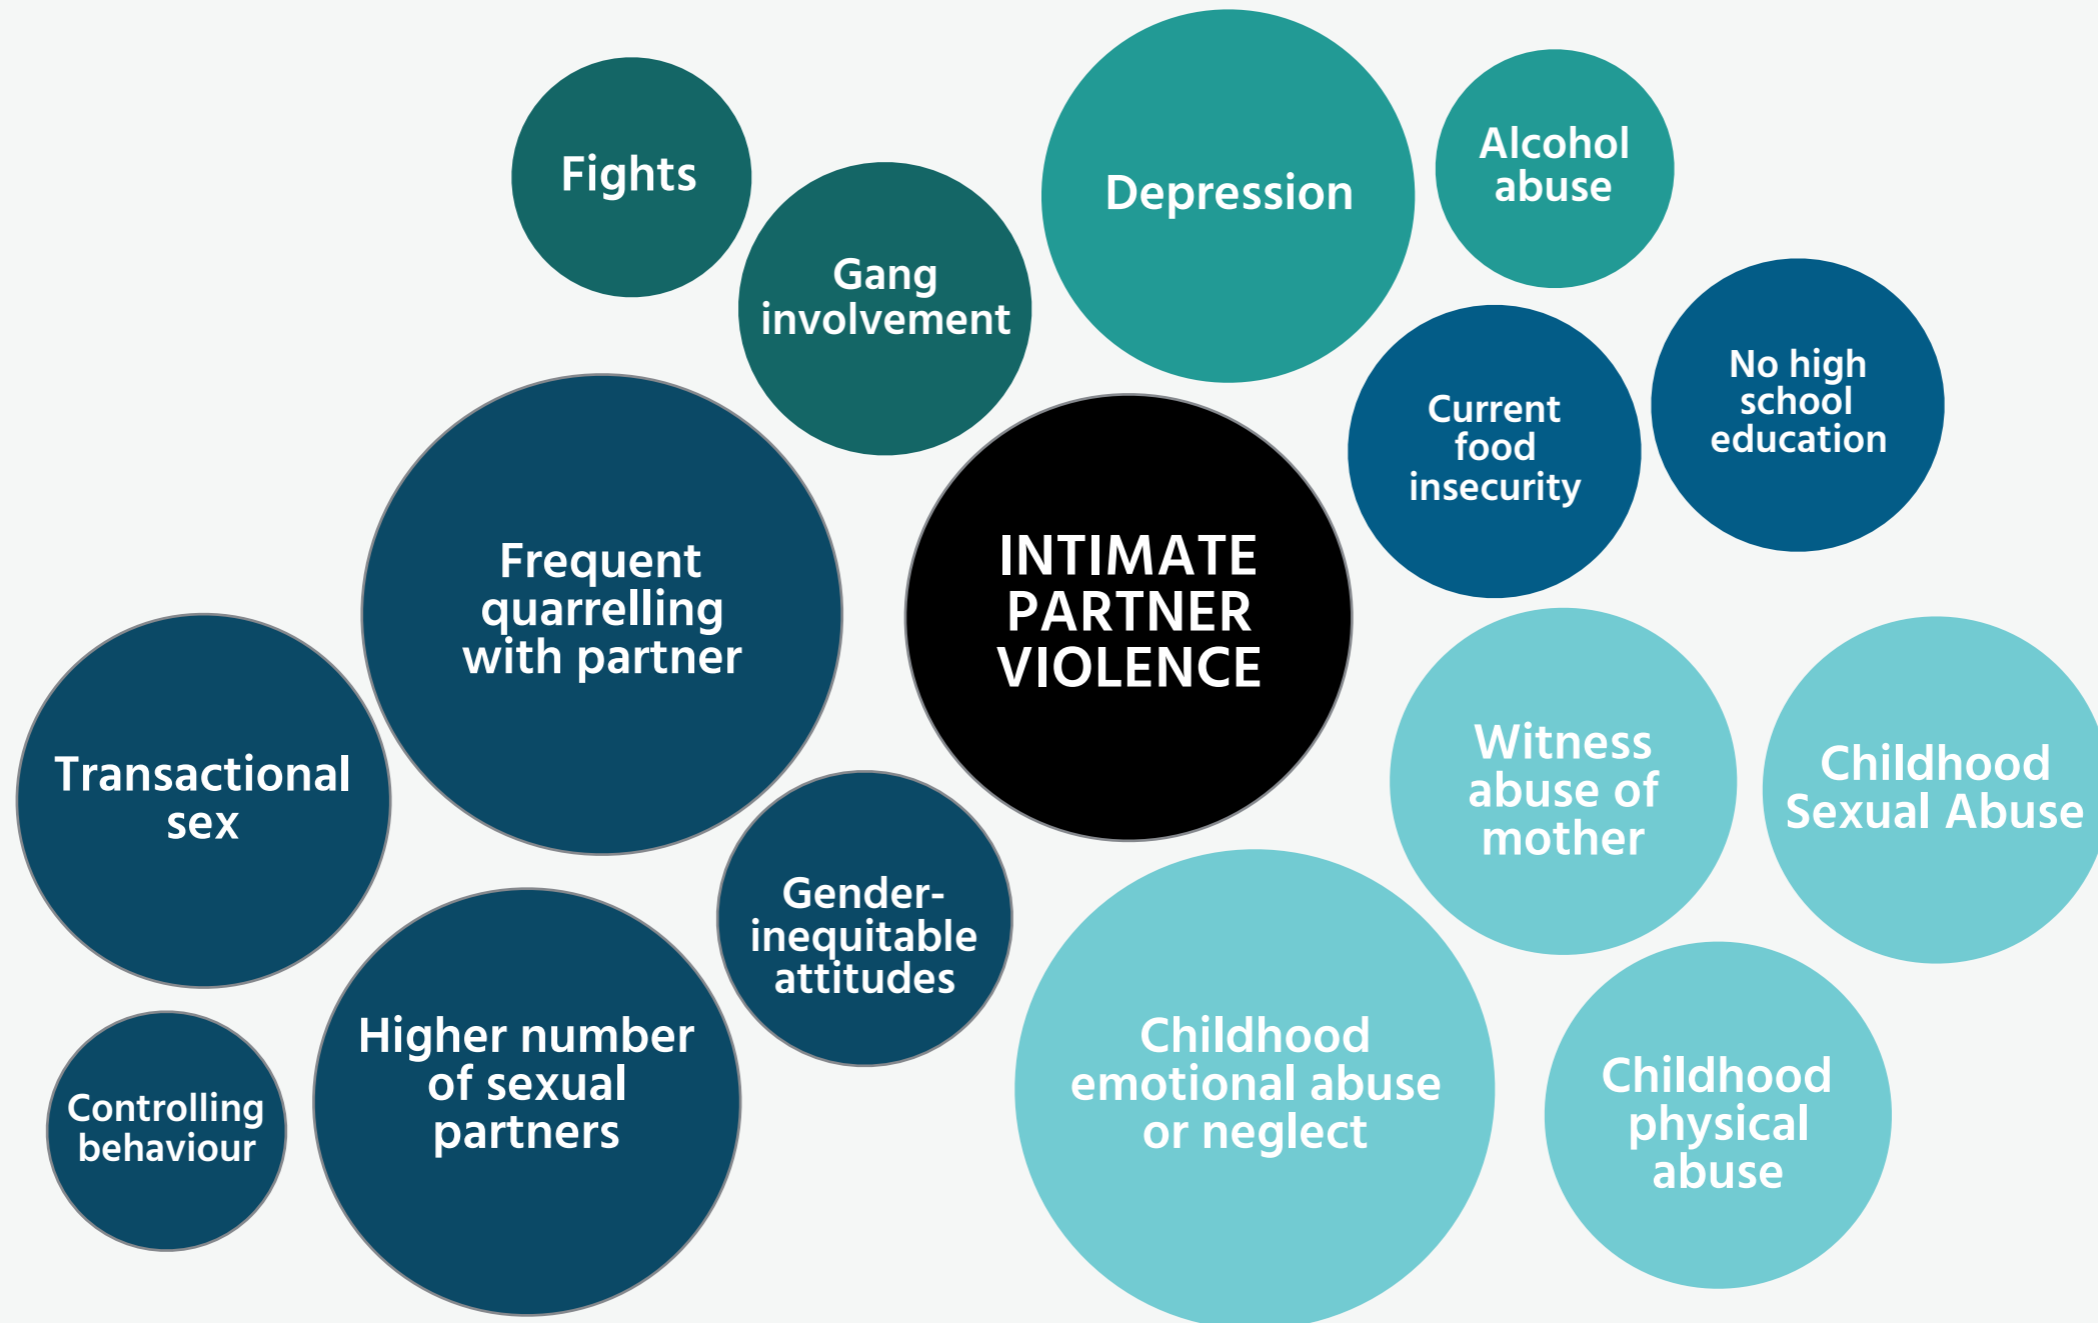 Fights
Gang
involvement
Depression
Alcohol
abuse
Current
food
insecurity
No high
school
education
Frequent
quarrelling
with partner
INTIMATE
PARTNER
VIOLENCE
Transactional
sex
Gender-
inequitable
attitudes
Witness
abuse of
mother
Childhood
Sexual Abuse
Controlling
behaviour
Higher number
of sexual
partners
Childhood
emotional abuse
or neglect
Childhood
physical
abuse